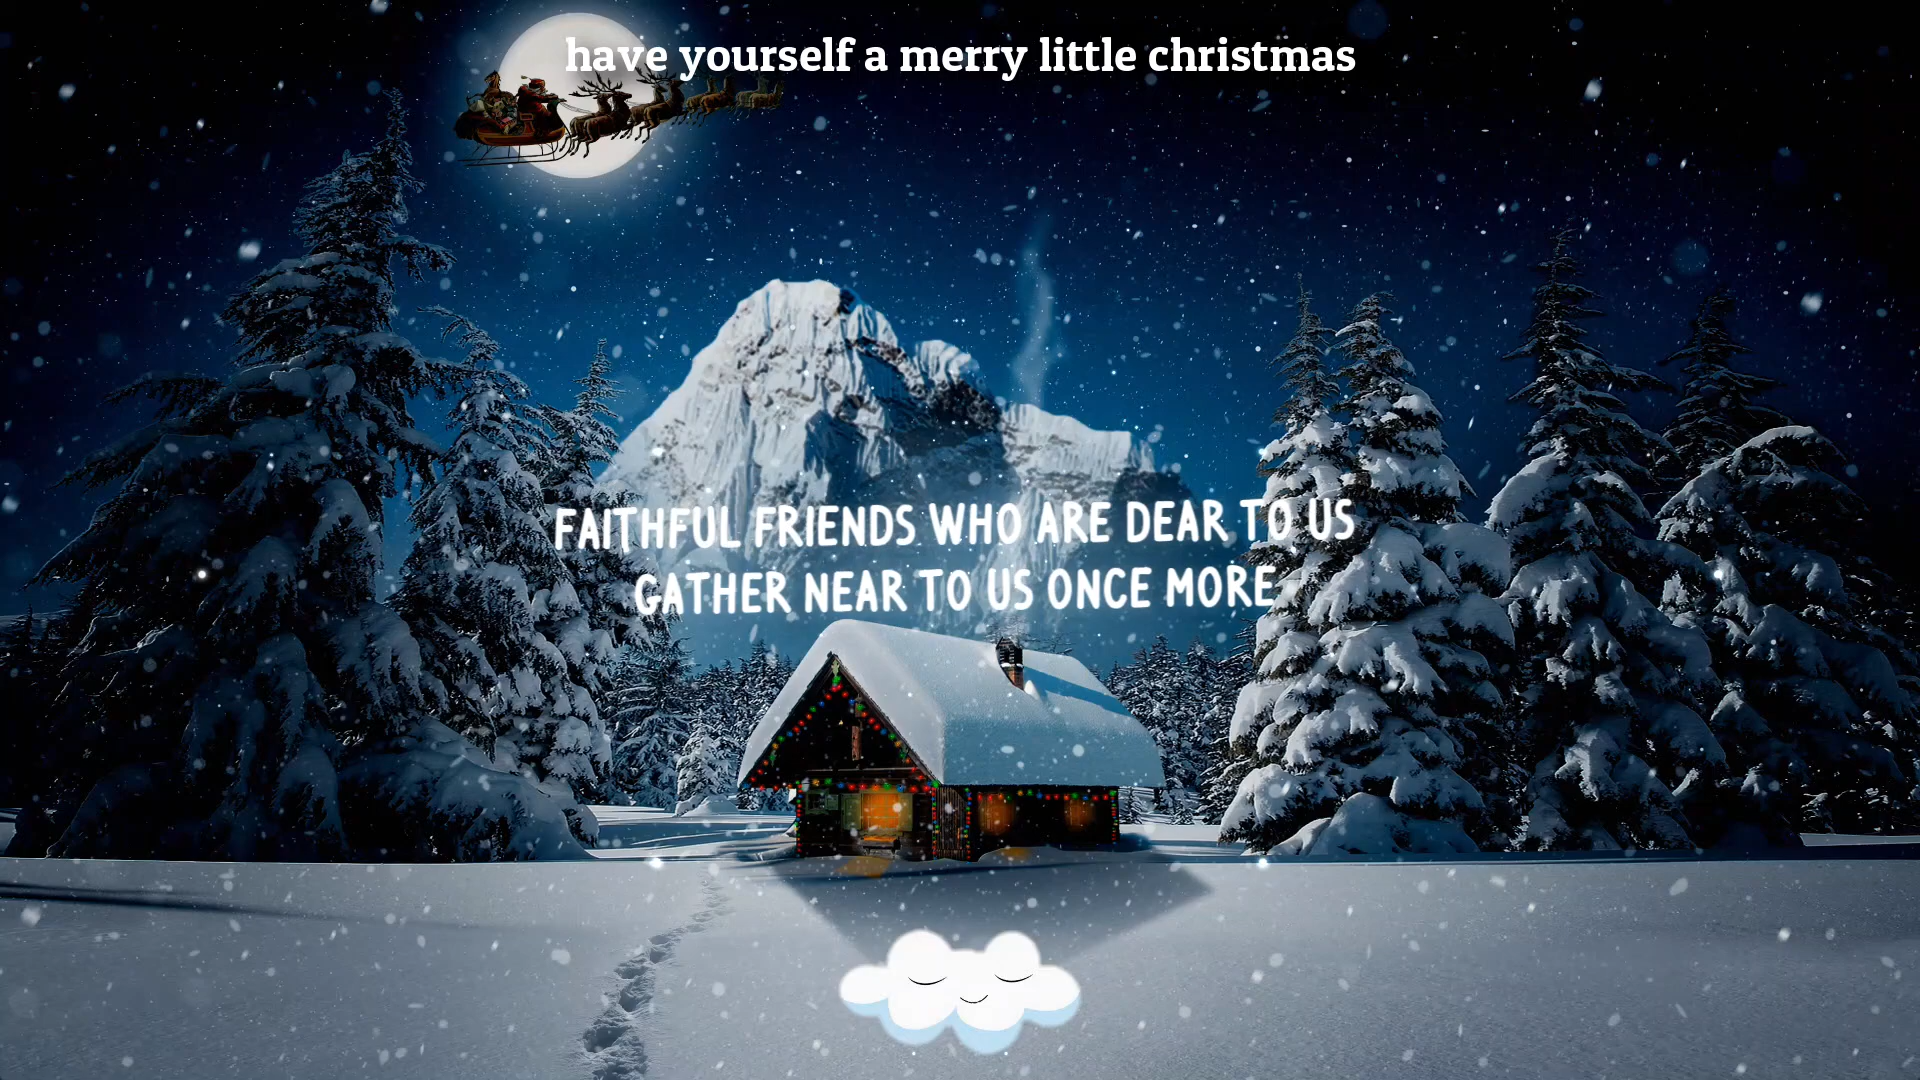 have yourself a merry little christmas
FAITHFUL FRIENDS WHO ARE DEAR TO US
GATHER NEAR TO US ONCE MORE